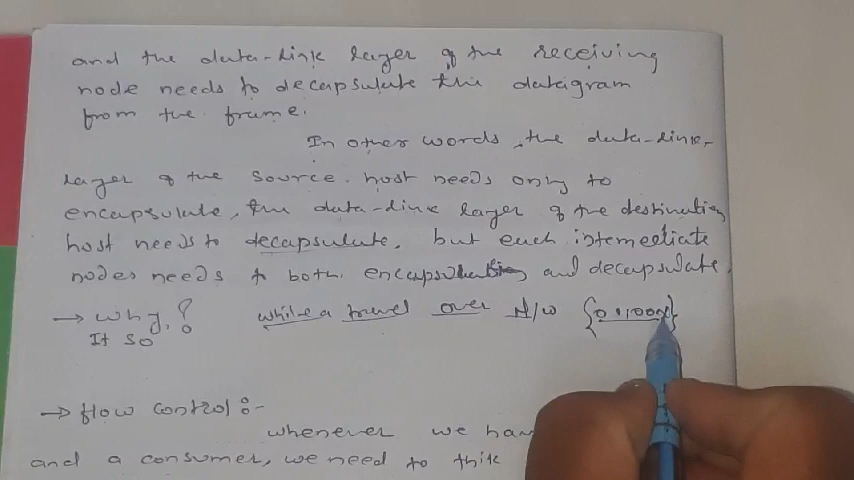 and the data-link layer of the receiving
node needs to decapsulate the datagram
from the frame.
In other words, the data-link-
layer of the source host needs only to
encapsulate, the data-link layer of the destination
host needs to decapsulate, but each intemediate
nodes needs to both encapsulation and decapsulate.
→ why?
It so
while a travel over N/W
→ flow control :-
whenever we hav
and a consumer, we need to think